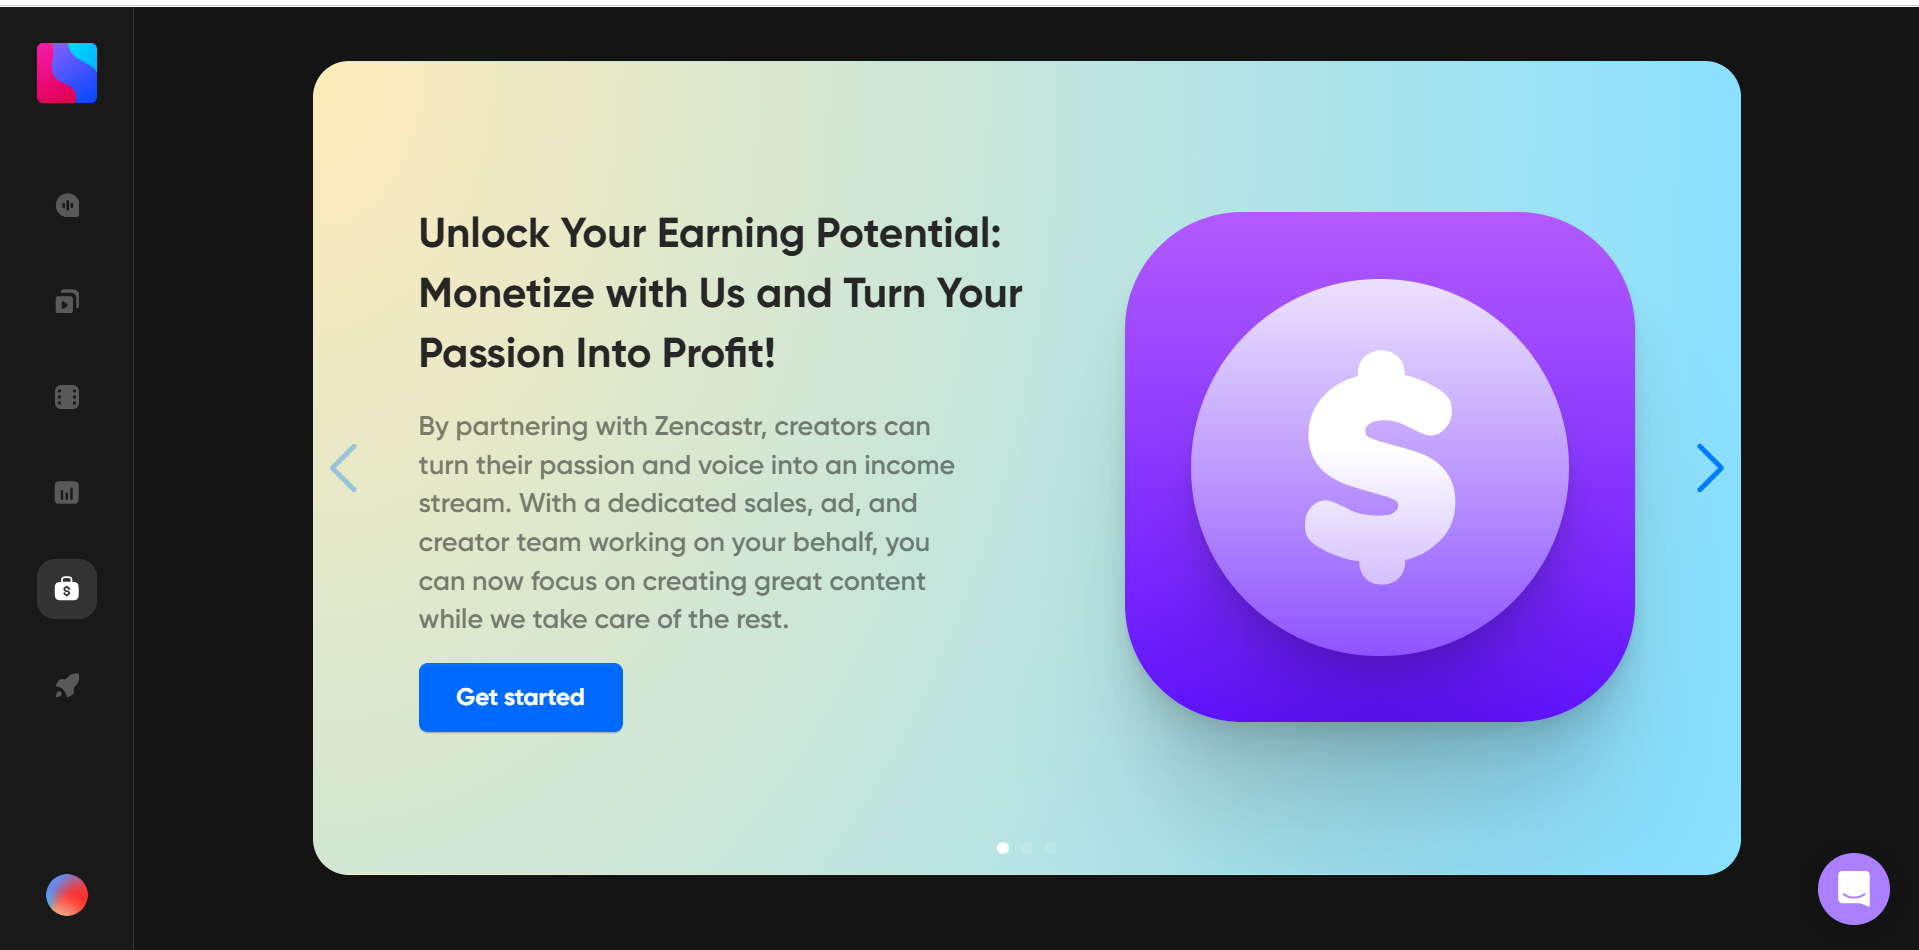 Unlock Your Earning Potential:
Monetize with Us and Turn Your
Passion Into Profit!
By partnering with Zencastr, creators can
turn their passion and voice into an income
stream. With a dedicated sales, ad, and
creator team working on your behalf, you
can now focus on creating great content
while we take care of the rest.
Get started